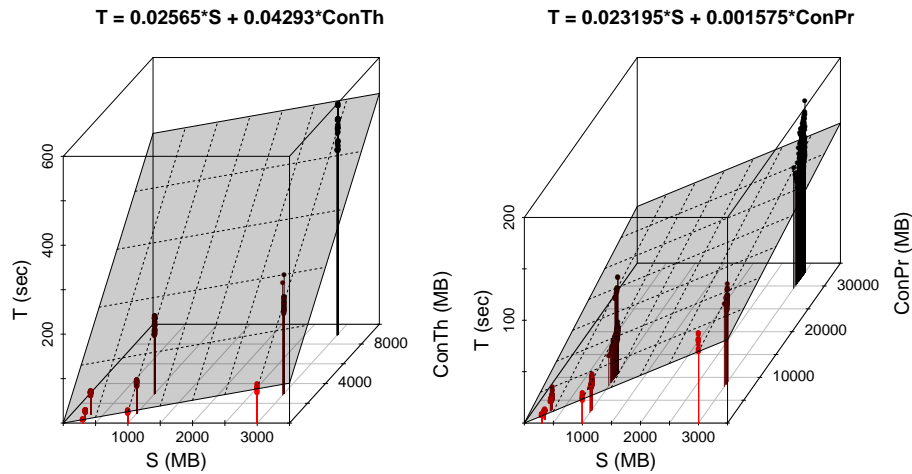 T = 0.02565*S + 0.04293*ConTh
T = 0.023195*S + 0.001575*ConPr
600
400
200
T (sec)
1000
3000
S (MB)
4000
8000
ConTh (MB)
200
100
T (sec)
1000
2000
3000
S (MB)
10000
20000
30000
ConPr (MB)